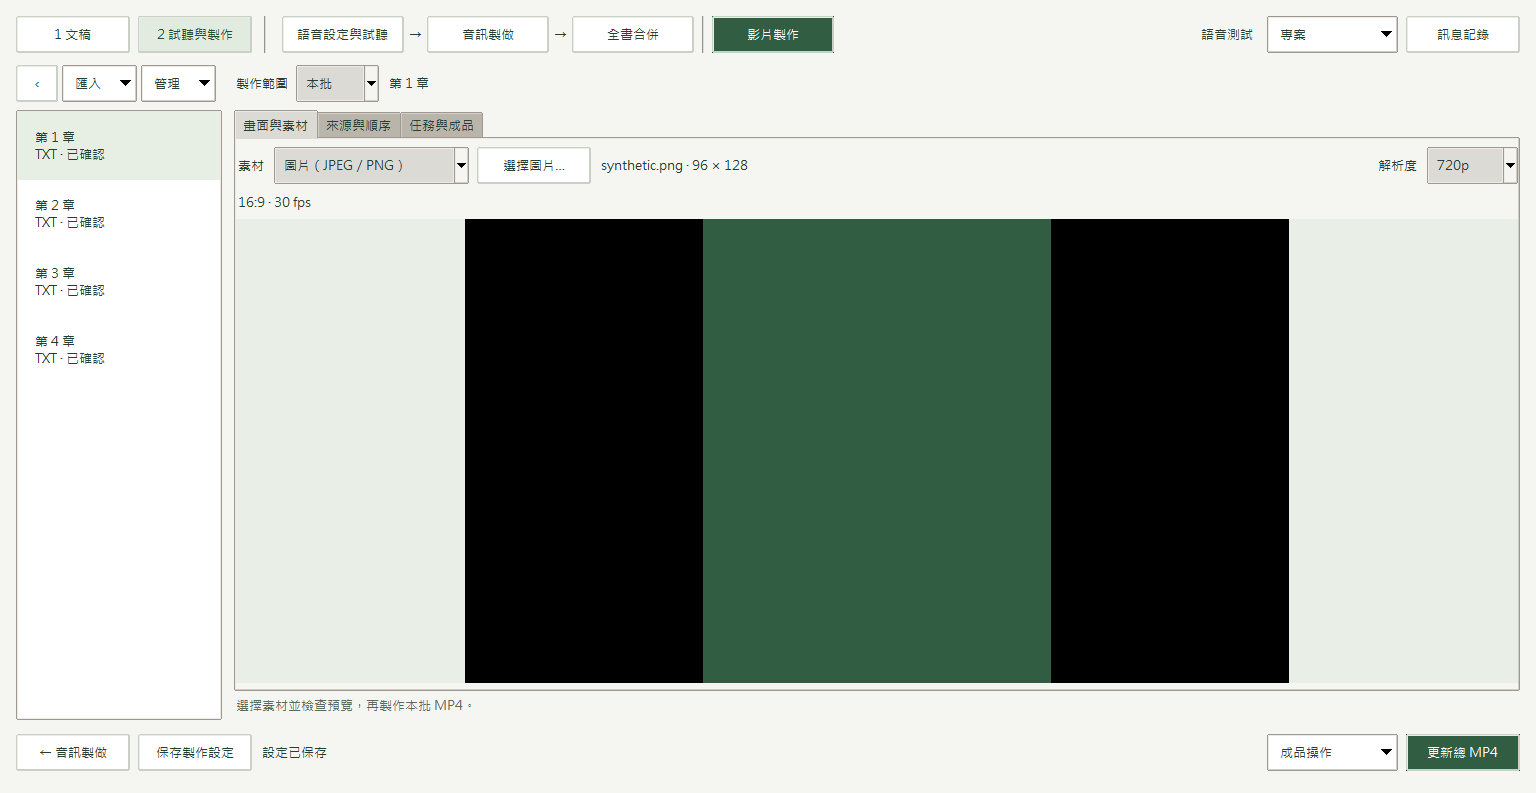 1 文稿
2 試聽與製作
語音設定與試聽
→
音訊製做
→
全書合併
影片製作
語音測試
專案
訊息記錄
‹
匯入
管理
製作範圍
本批
第 1 章
第 1 章
TXT · 已確認
第 2 章
TXT · 已確認
第 3 章
TXT · 已確認
第 4 章
TXT · 已確認
畫面與素材
來源與順序
任務與成品
素材
圖片 ( JPEG / PNG )
選擇圖片...
synthetic.png · 96 × 128
解析度
720p
16:9 · 30 fps
選擇素材並檢查預覽，再製作本批 MP4。
← 音訊製做
保存製作設定
設定已保存
成品操作
更新總 MP4